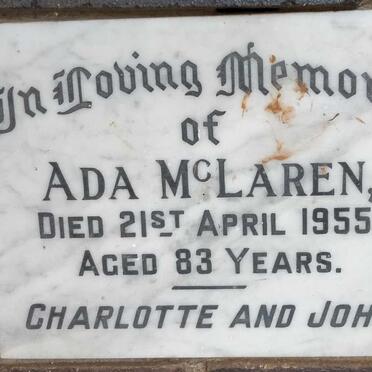 In Loving Memor
of
ADA MCLAREN,
DIED 21ST APRIL 1955
AGED 83 YEARS.
CHARLOTTE AND JOH